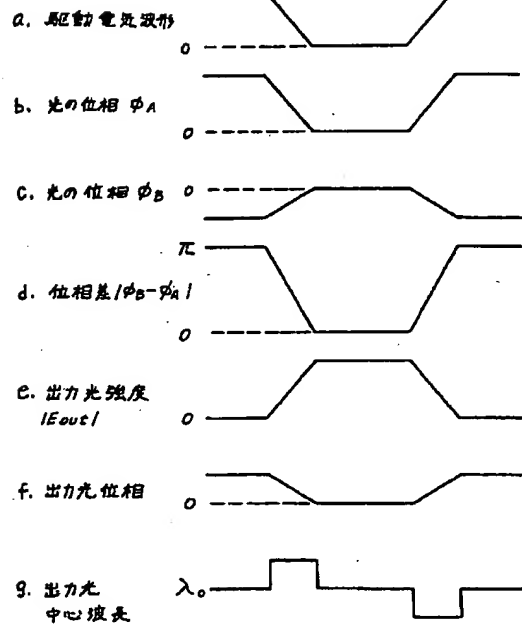 a. 駆動電気波形
0
b. 光の位相 φA
0
c. 光の位相 φB 0
π
d. 位相差 |φB-φA|
0
e. 出力光強度
|Eout| 0
f. 出力光位相 0
g. 出力光 λ0
中心波長